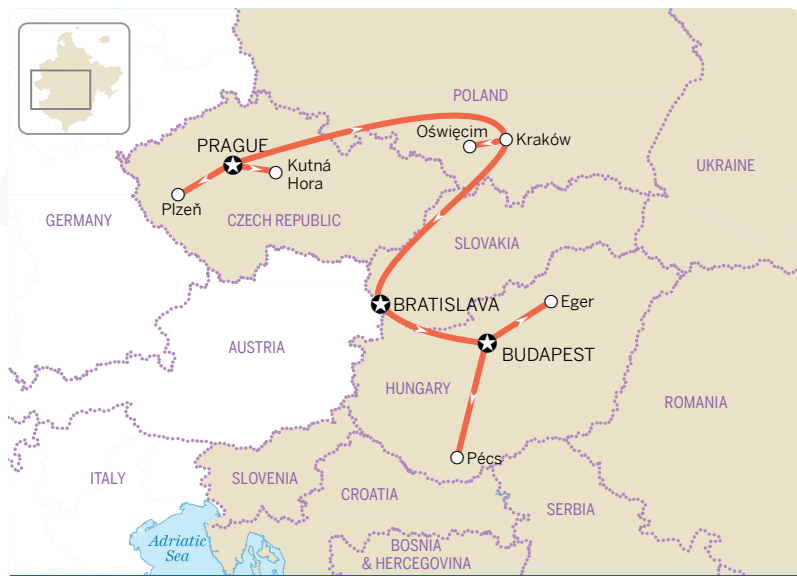 POLAND
Oświęcim
Kraków
PRAGUE
Kutná
Hora
UKRAINE
Plzeň
GERMANY
CZECH REPUBLIC
SLOVAKIA
BRATISLAVA
Eger
AUSTRIA
BUDAPEST
HUNGARY
ROMANIA
Pécs
ITALY
SLOVENIA
CROATIA
SERBIA
Adriatic
Sea
BOSNIA
& HERCEGOVINA